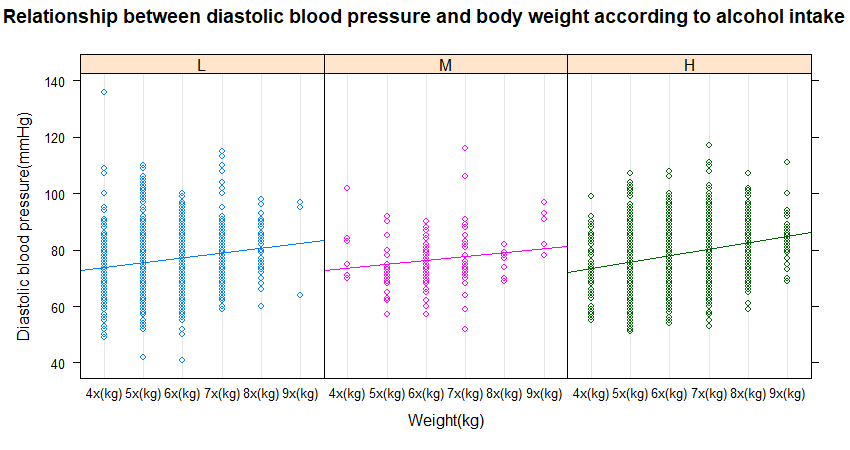 Relationship between diastolic blood pressure and body weight according to alcohol intake
L M H
140
120
100
80
60
40
Diastolic blood pressure(mmHg)
4x(kg) 5x(kg) 6x(kg) 7x(kg) 8x(kg) 9x(kg) 4x(kg) 5x(kg) 6x(kg) 7x(kg) 8x(kg) 9x(kg) 4x(kg) 5x(kg) 6x(kg) 7x(kg) 8x(kg) 9x(kg)
Weight(kg)